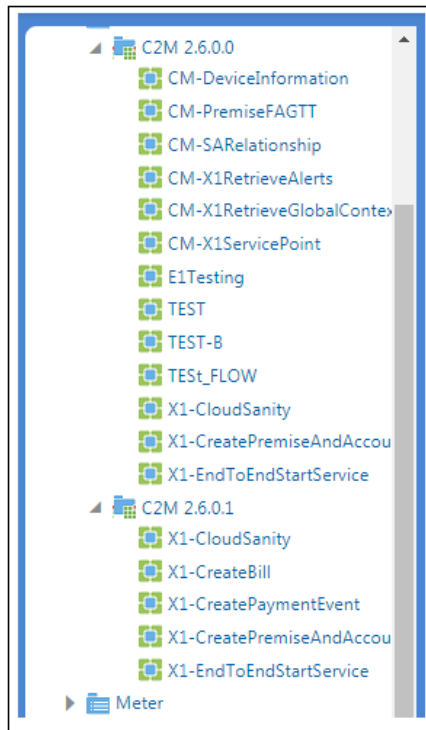 C2M 2.6.0.0
CM-DeviceInformation
CM-PremiseFAGTT
CM-SARelationship
CM-X1RetrieveAlerts
CM-X1RetrieveGlobalContex
CM-X1ServicePoint
E1Testing
TEST
TEST-B
TESt_FLOW
X1-CloudSanity
X1-CreatePremiseAndAccou
X1-EndToEndStartService
C2M 2.6.0.1
X1-CloudSanity
X1-CreateBill
X1-CreatePaymentEvent
X1-CreatePremiseAndAccou
X1-EndToEndStartService
Meter